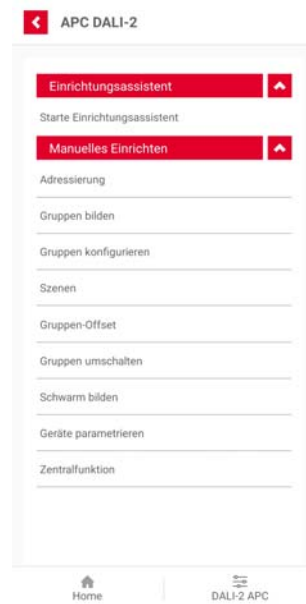 APC DALI-2
Einrichtungsassistent
Starte Einrichtungsassistent
Manuelles Einrichten
Adressierung
Gruppen bilden
Gruppen konfigurieren
Szenen
Gruppen-Offset
Gruppen umschalten
Schwarm bilden
Geräte parametrieren
Zentralfunktion
Home
DALI-2 APC